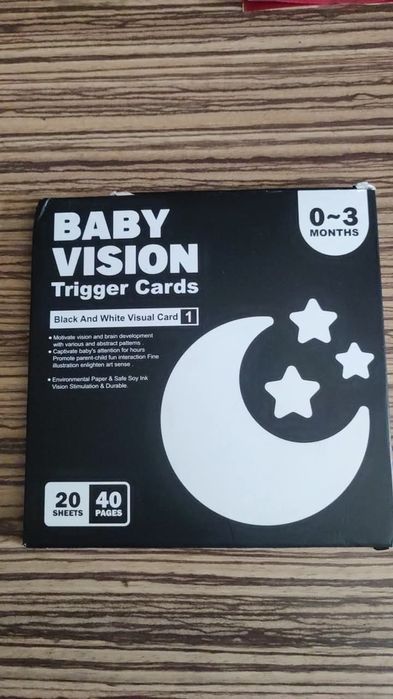 BABY
VISION
Trigger Cards
0~3
MONTHS
Black And White Visual Card 1
• Motivate vision and brain development
with various and abstract patterns .
• Captivate baby's attention for hours
Promote parent-child fun interaction Fine
illustration enlighten art sense .
• Environmental Paper & Safe Soy Ink
Vision Stimulation & Durable.
20
SHEETS
40
PAGES